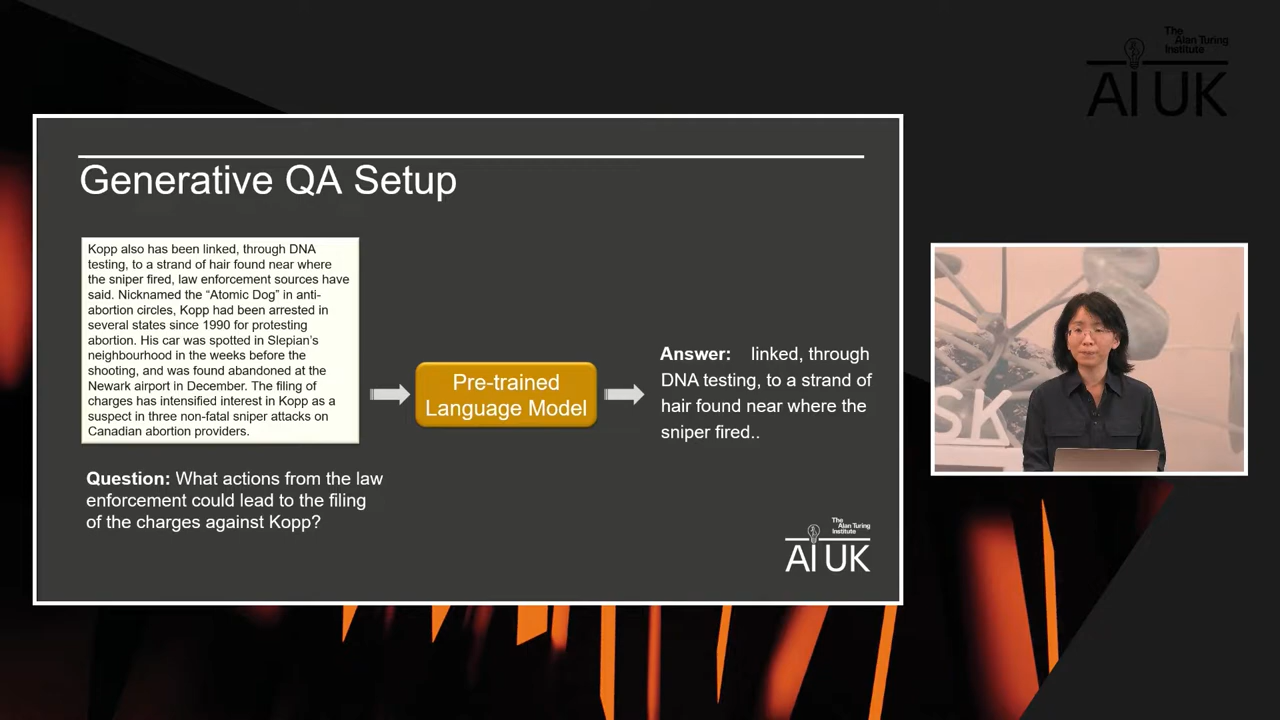 The
Alan Turing
Institute
AI UK
Generative QA Setup
Kopp also has been linked, through DNA
testing, to a strand of hair found near where
the sniper fired, law enforcement sources have
said. Nicknamed the “Atomic Dog” in anti-
abortion circles, Kopp had been arrested in
several states since 1990 for protesting
abortion. His car was spotted in Slepian’s
neighbourhood in the weeks before the
shooting, and was found abandoned at the
Newark airport in December. The filing of
charges has intensified interest in Kopp as a
suspect in three non-fatal sniper attacks on
Canadian abortion providers.
Question: What actions from the law
enforcement could lead to the filing
of the charges against Kopp?
Pre-trained
Language Model
Answer: linked, through
DNA testing, to a strand of
hair found near where the
sniper fired..
The
Alan Turing
Institute
AI UK
SK